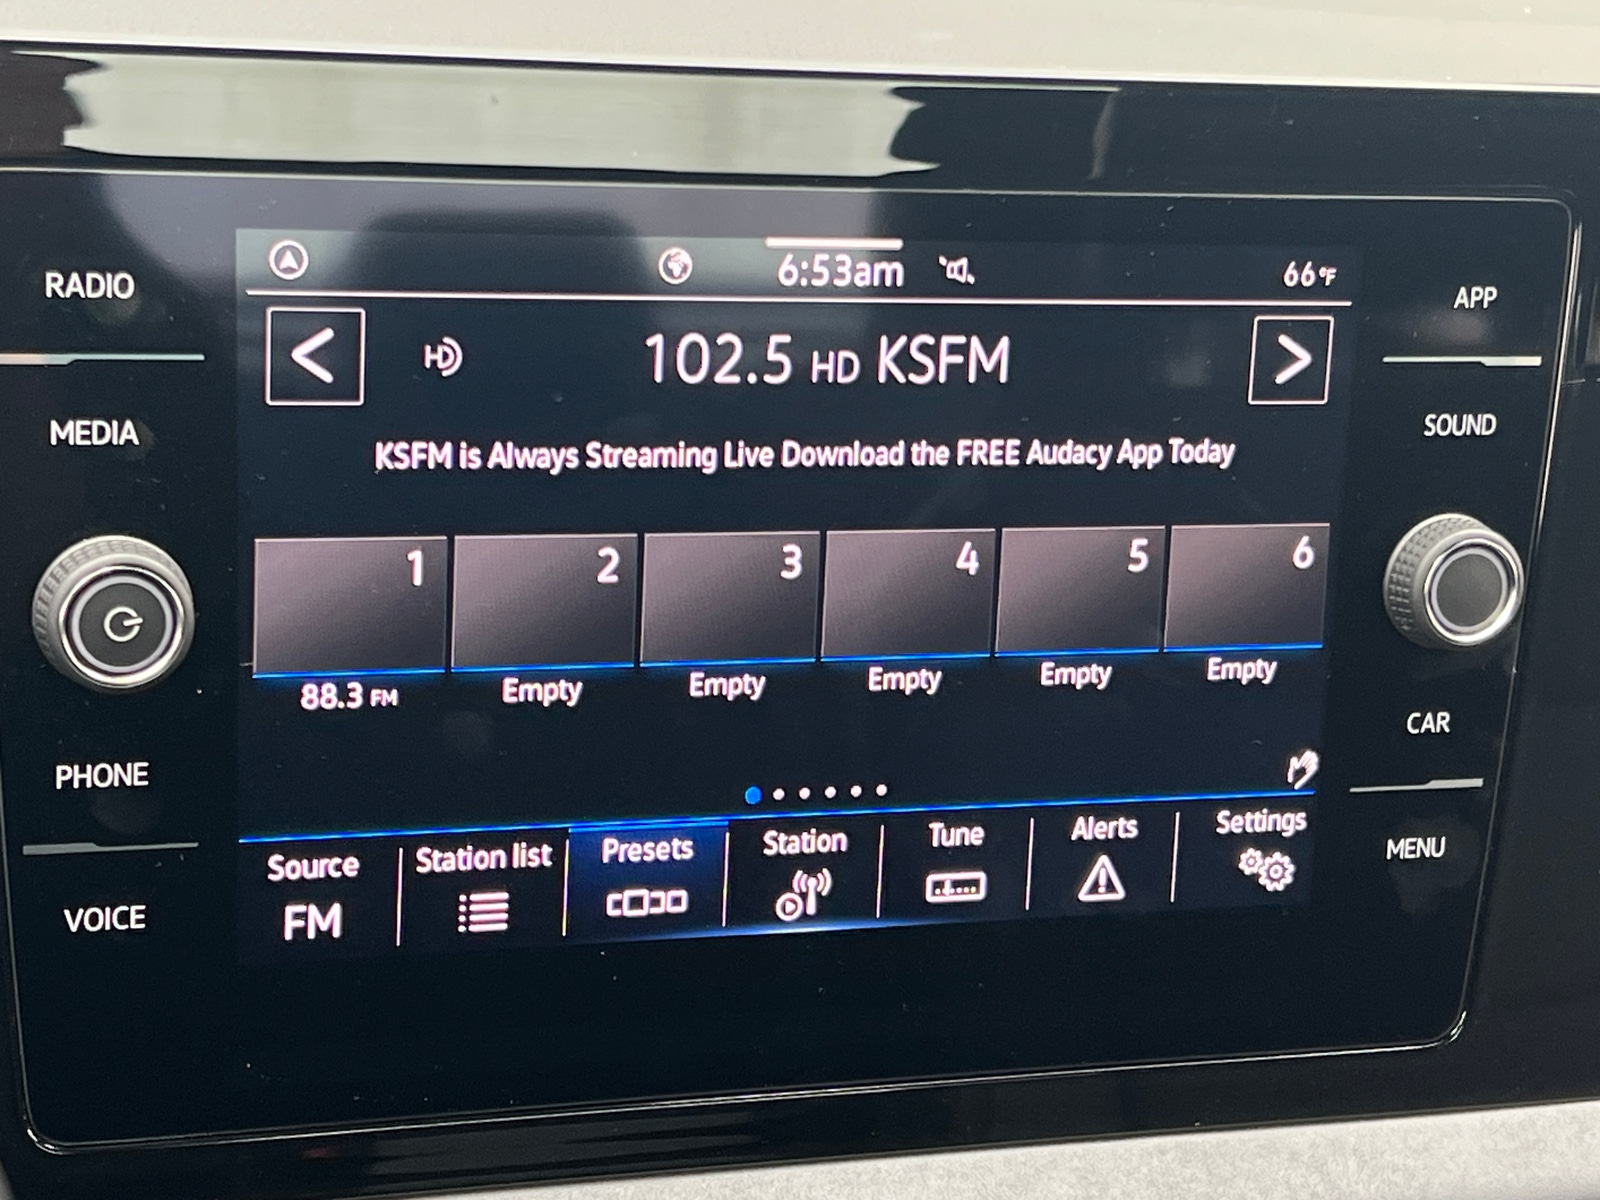 RADIO
MEDIA
PHONE
VOICE
6:53am
66°F
102.5 HD KSFM
HD
KSFM is Always Streaming Live Download the FREE Audacy App Today
1 2 3 4 5 6
88.3 FM Empty Empty Empty Empty Empty
Source Station list Presets Station Tune Alerts Settings
FM
APP
SOUND
CAR
MENU